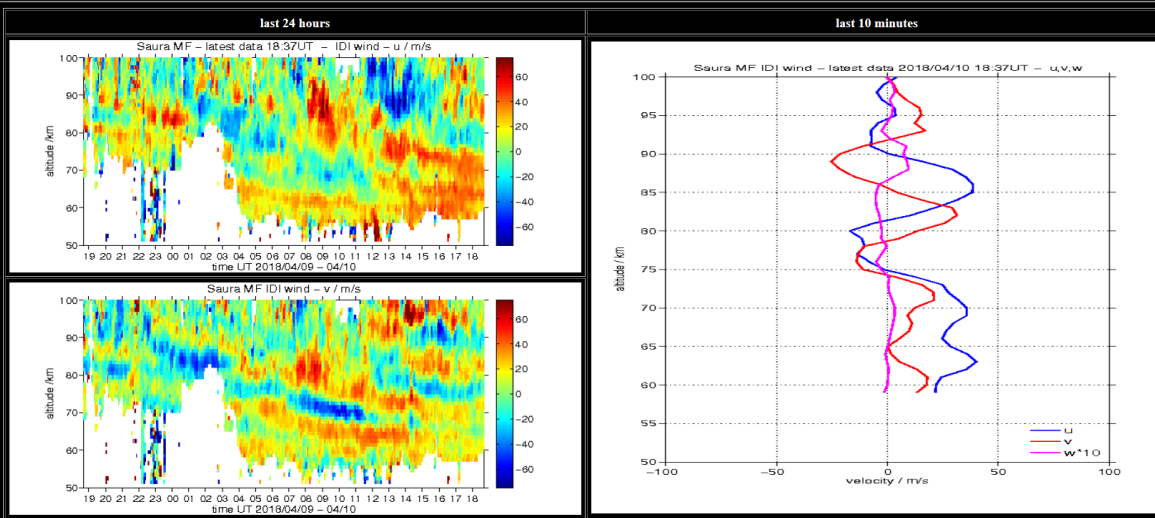 last 24 hours
last 10 minutes
Saura MF – latest data 18:37UT – IDI wind – u / m/s
100
90
80
70
60
50
altitude /km
60
40
20
0
−20
−40
−60
19 20 21 22 23 00 01 02 03 04 05 06 07 08 09 10 11 12 13 14 15 16 17 18
time UT 2018/04/09 – 04/10
Saura MF IDI wind – v / m/s
100
90
80
70
60
50
altitude /km
60
40
20
0
−20
−40
−60
19 20 21 22 23 00 01 02 03 04 05 06 07 08 09 10 11 12 13 14 15 16 17 18
time UT 2018/04/09 – 04/10
Saura MF IDI wind – latest data 2018/04/10 18:37UT – u,v,w
100
95
90
85
80
75
70
65
60
55
50
altitude / km
u
v
w*10
−100 −50 0 50 100
velocity / m/s